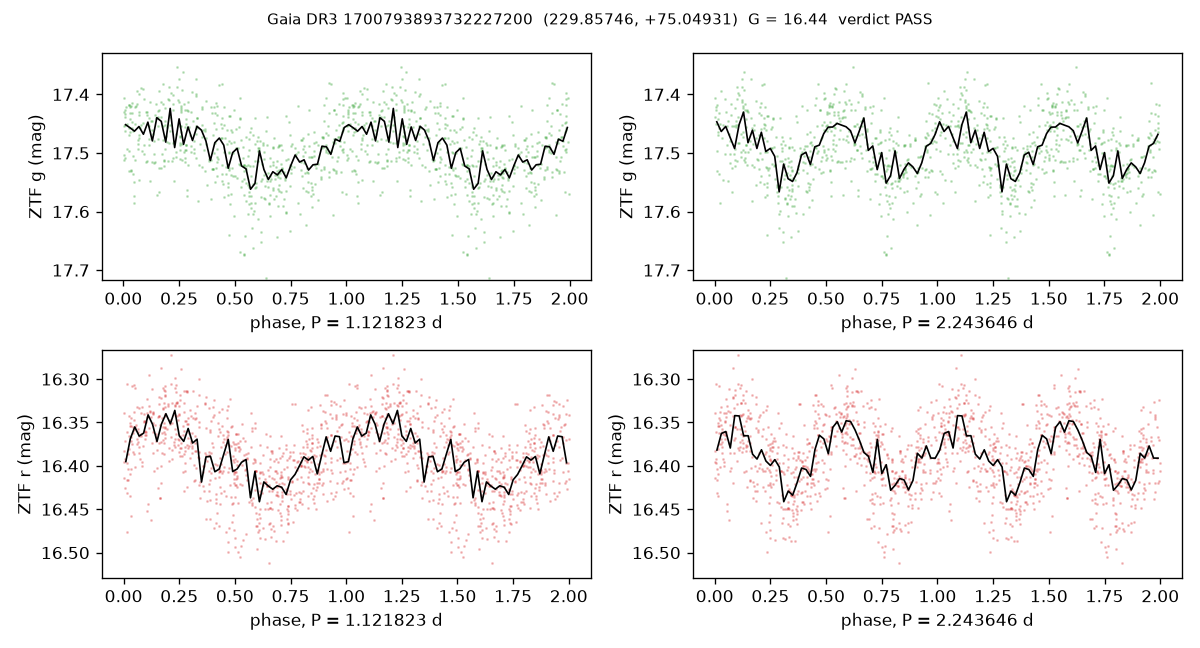 Gaia DR3 1700793893732227200 (229.85746, +75.04931) G = 16.44 verdict PASS
ZTF g (mag)
17.4
17.5
17.6
17.7
0.00 0.25 0.50 0.75 1.00 1.25 1.50 1.75 2.00
phase, P = 1.121823 d
ZTF g (mag)
17.4
17.5
17.6
17.7
0.00 0.25 0.50 0.75 1.00 1.25 1.50 1.75 2.00
phase, P = 2.243646 d
ZTF r (mag)
16.30
16.35
16.40
16.45
16.50
0.00 0.25 0.50 0.75 1.00 1.25 1.50 1.75 2.00
phase, P = 1.121823 d
ZTF r (mag)
16.30
16.35
16.40
16.45
16.50
0.00 0.25 0.50 0.75 1.00 1.25 1.50 1.75 2.00
phase, P = 2.243646 d